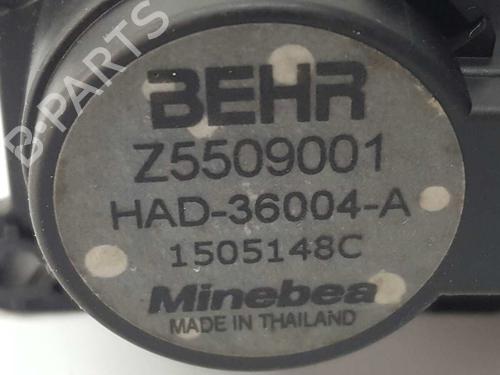 B-PARTS
BEHR
Z5509001
HAD-36004-A
1505148C
Minebea
MADE IN THAILAND